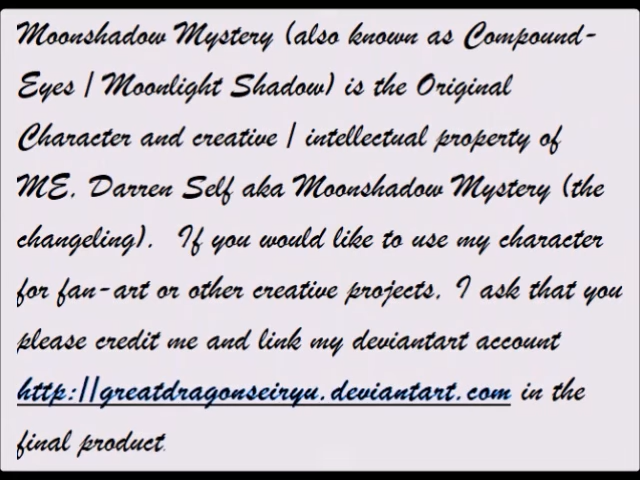 Moonshadow Mystery (also known as Compound-
Eyes | Moonlight Shadow) is the Original
Character and creative | intellectual property of
ME, Darren Self aka Moonshadow Mystery (the
changeling).  If you would like to use my character
for fan-art or other creative projects, I ask that you
please credit me and link my deviantart account
http://greatdragonseiryu.deviantart.com in the
final product.